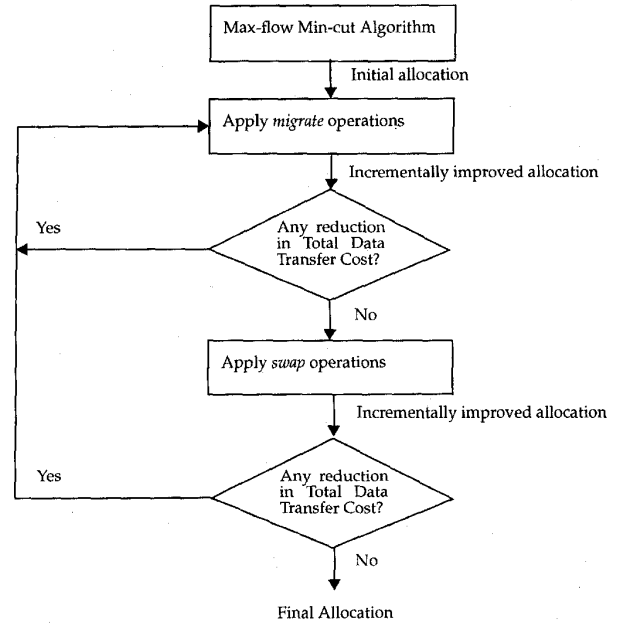 Max-flow Min-cut Algorithm
Initial allocation
Apply migrate operations
Incrementally improved allocation
Yes
Any reduction
in Total Data
Transfer Cost?
No
Apply swap operations
Incrementally improved allocation
Yes
Any reduction
in Total Data
Transfer Cost?
No
Final Allocation